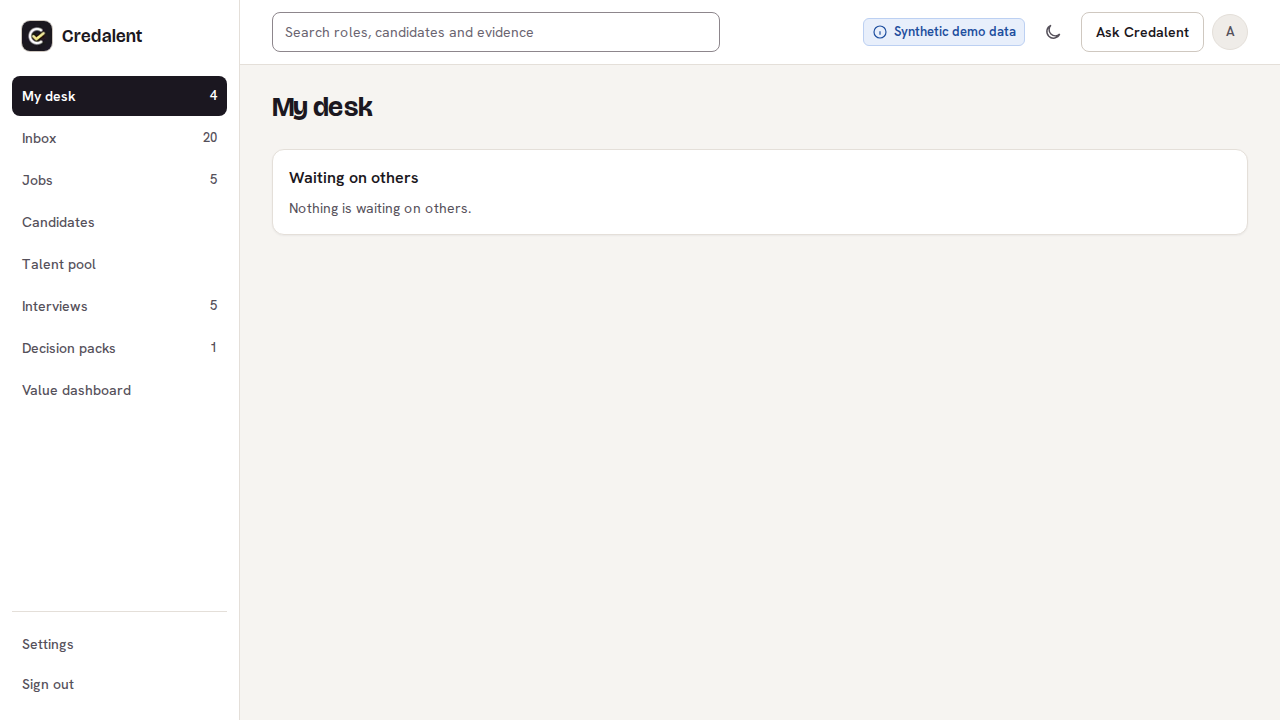 Credalent
My desk 4
Inbox 20
Jobs 5
Candidates
Talent pool
Interviews 5
Decision packs 1
Value dashboard
Settings
Sign out
Search roles, candidates and evidence
Synthetic demo data
Ask Credalent
A
My desk
Waiting on others
Nothing is waiting on others.